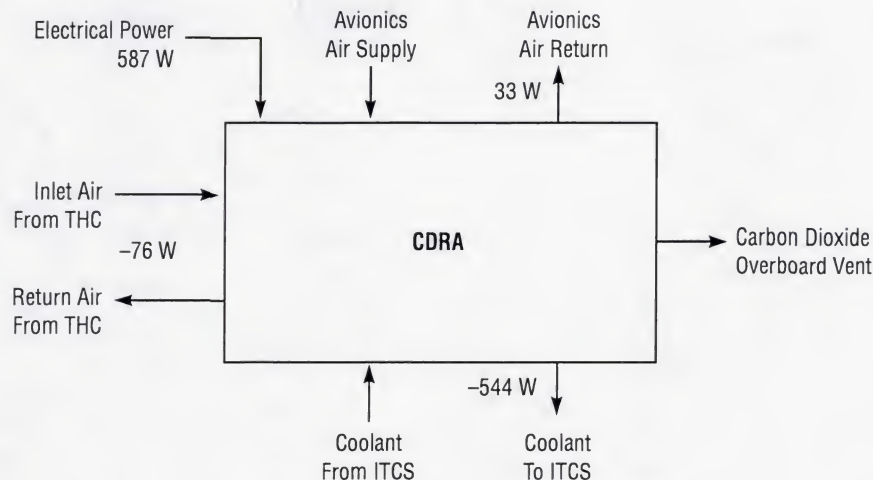 Electrical Power
587 W
Avionics
Air Supply
Avionics
Air Return
33 W
Inlet Air
From THC
–76 W
Return Air
From THC
CDRA
Carbon Dioxide
Overboard Vent
–544 W
Coolant
From ITCS
Coolant
To ITCS